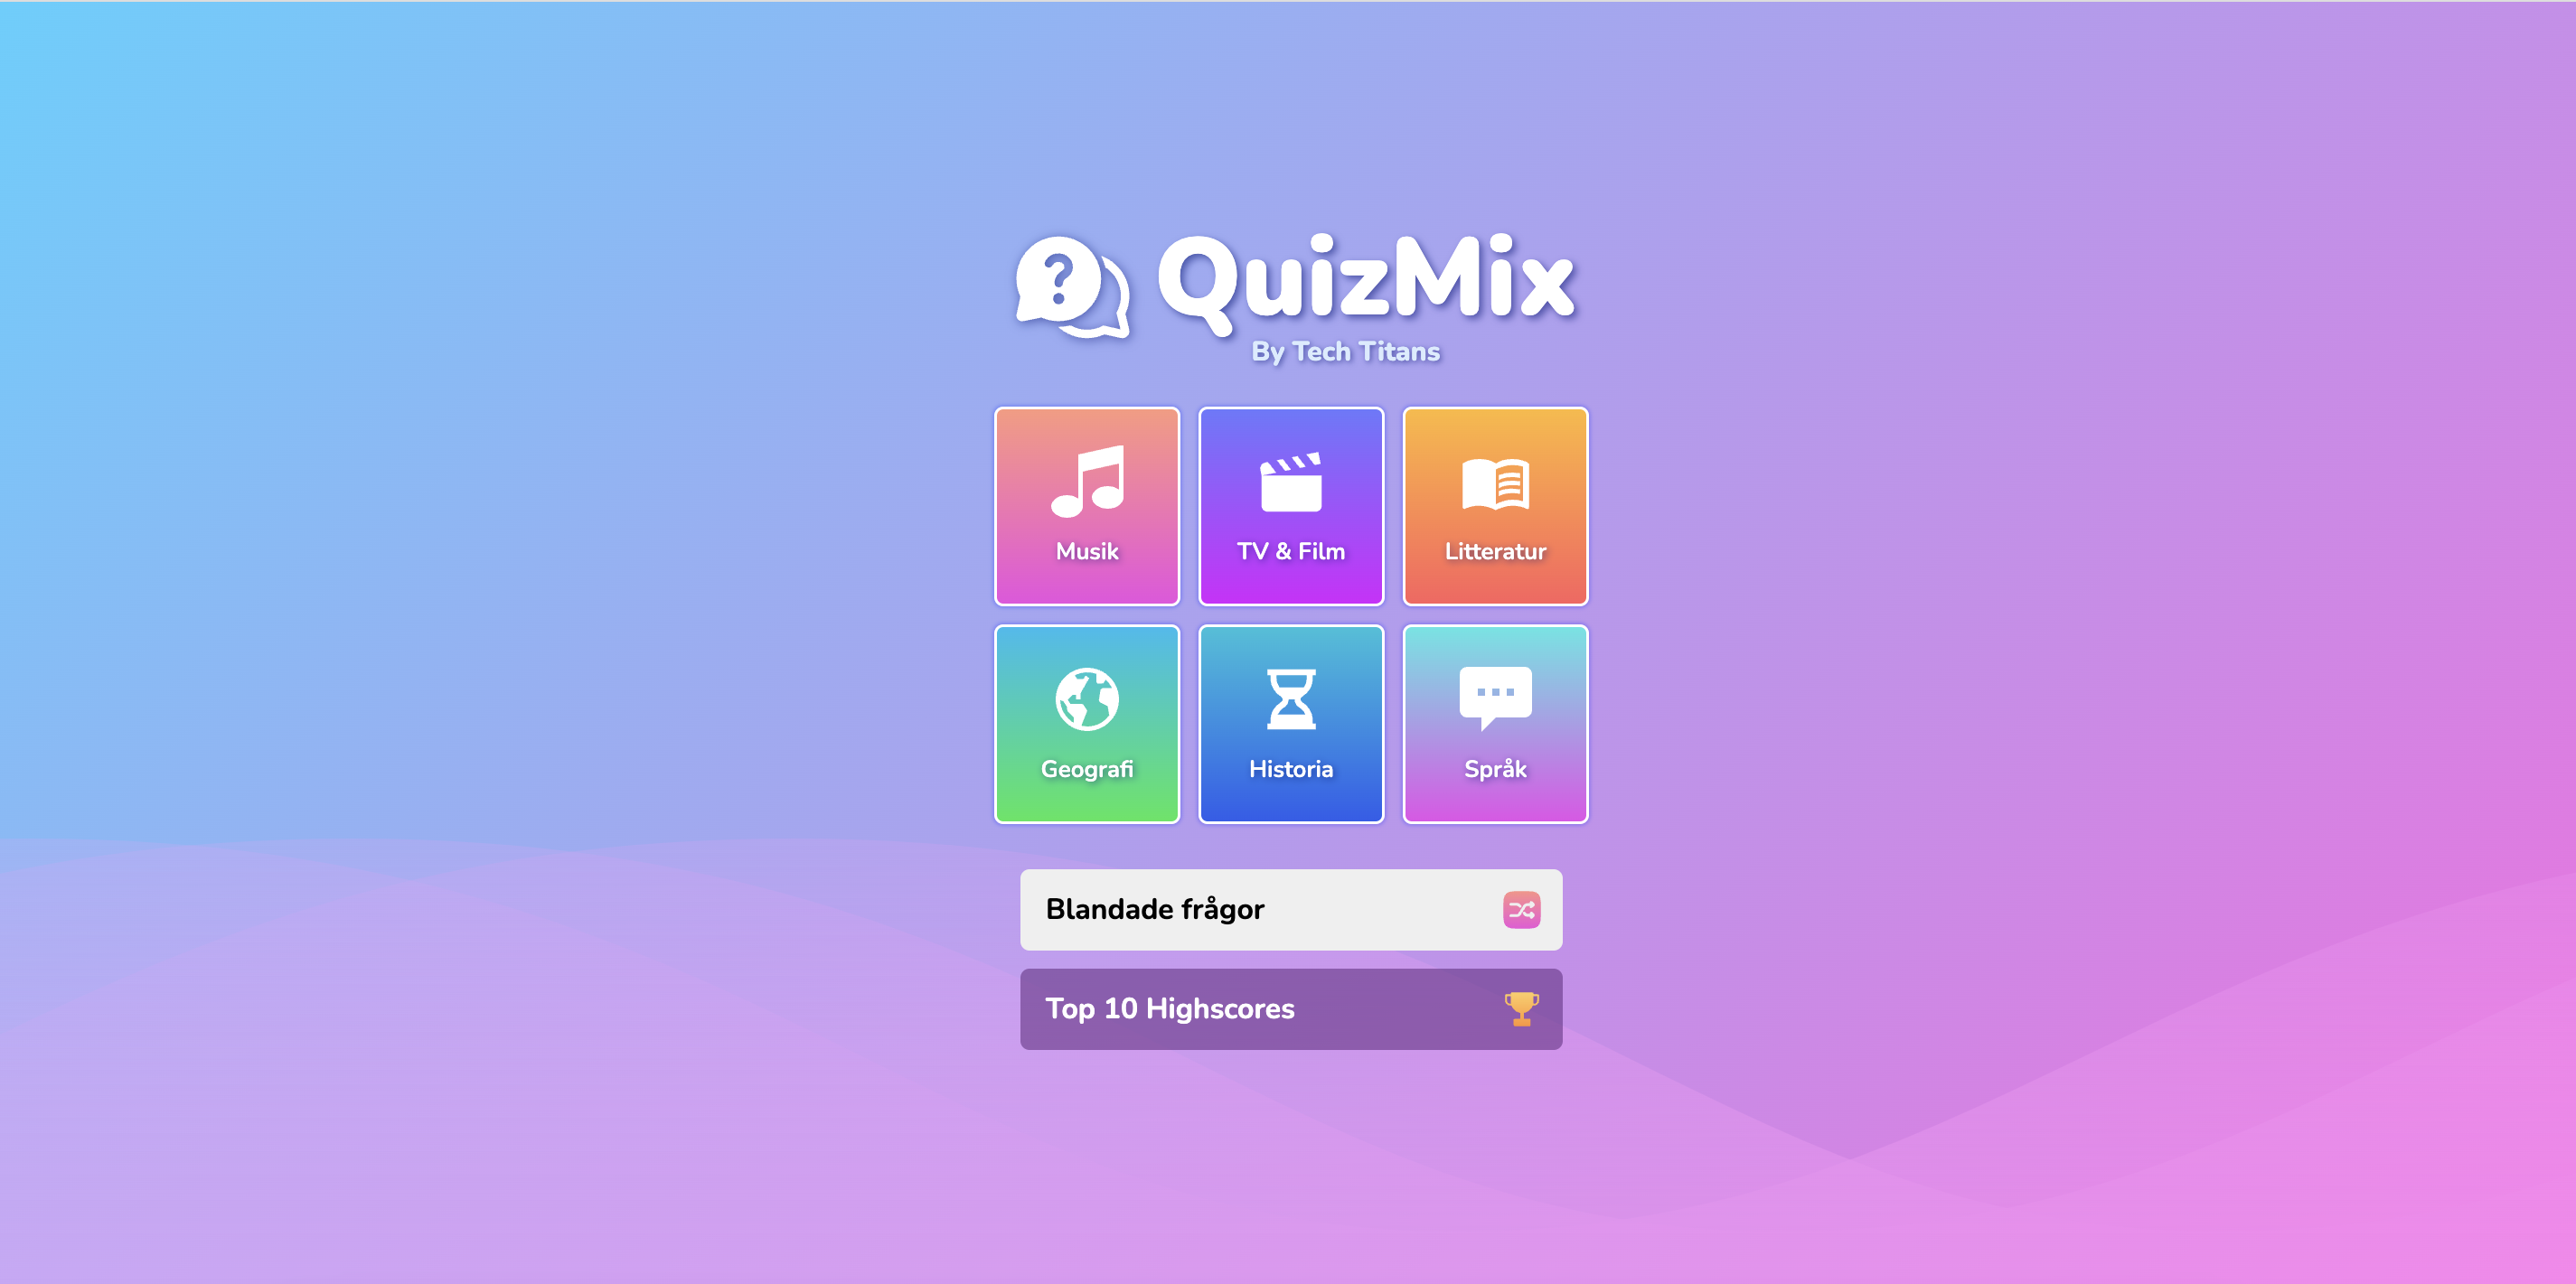 QuizMix
By Tech Titans
Musik
TV & Film
Litteratur
Geografi
Historia
Språk
Blandade frågor
Top 10 Highscores